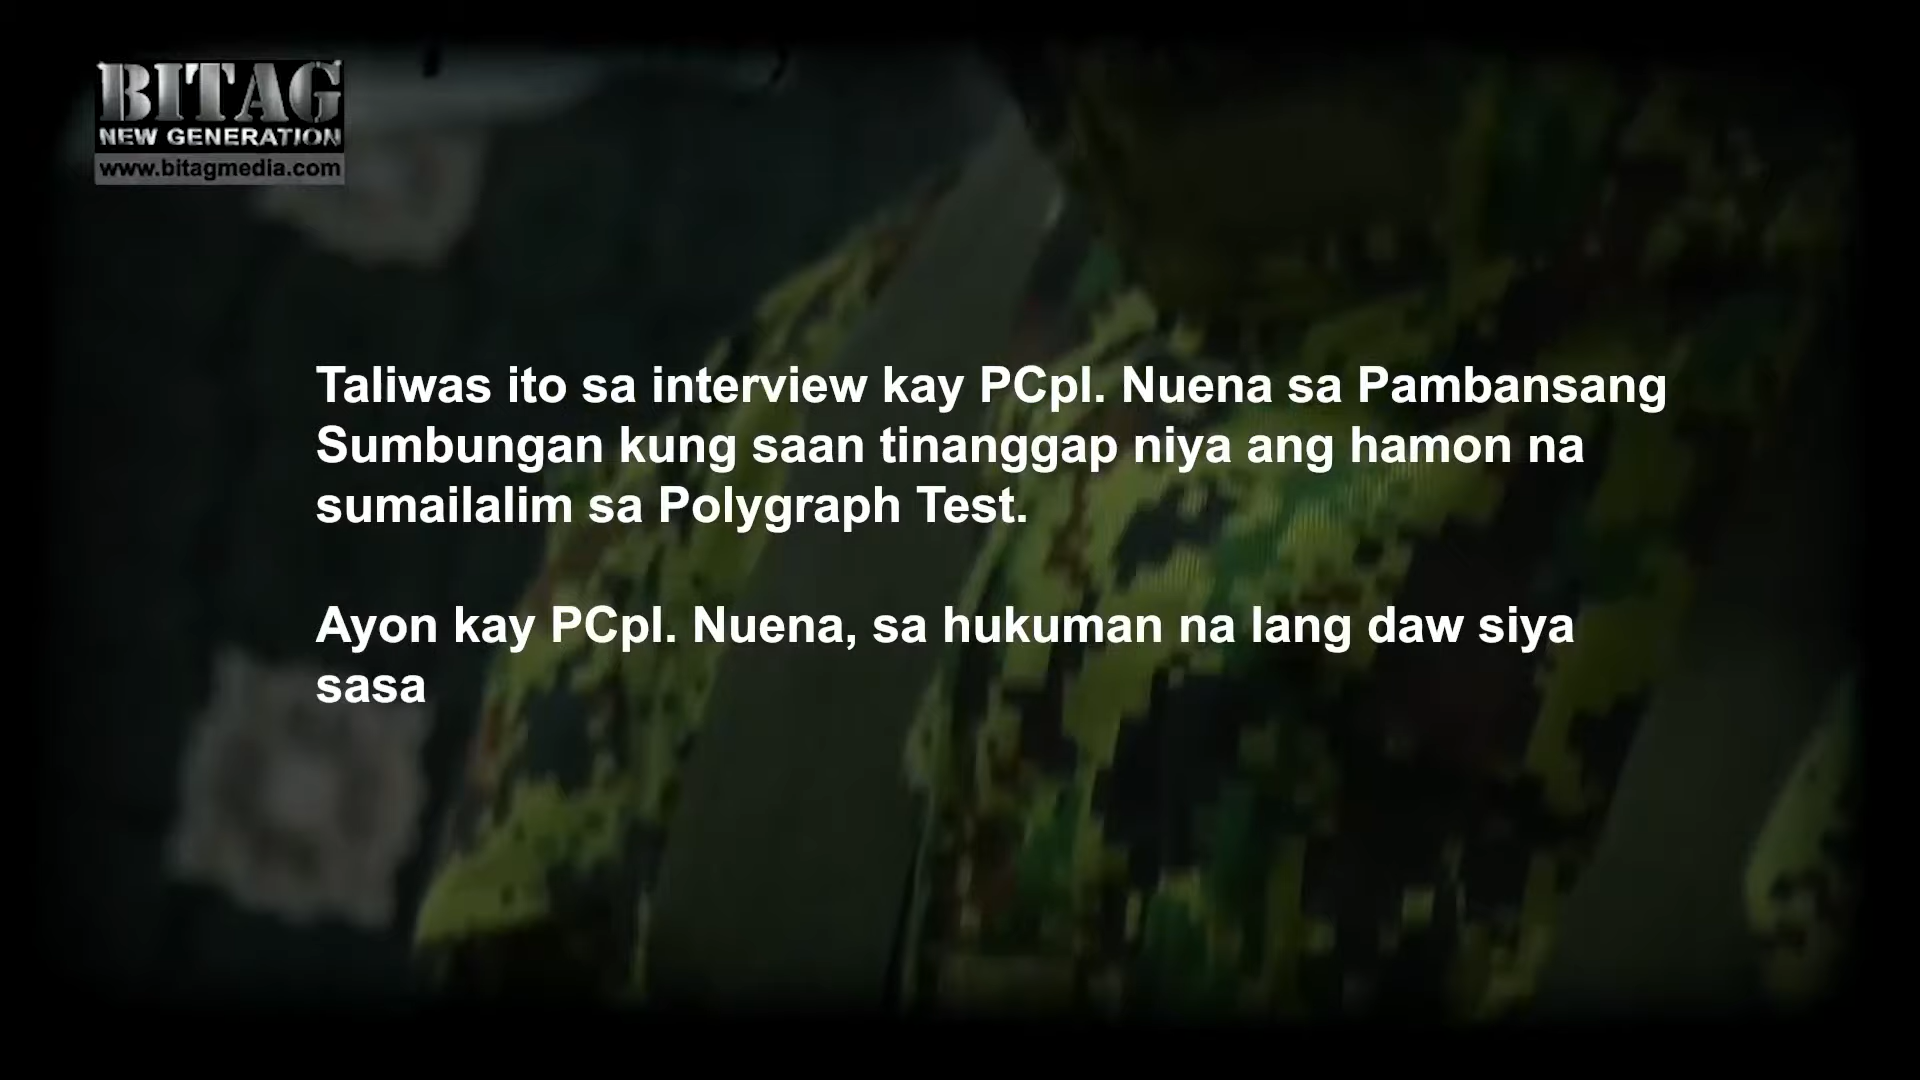 BITAG
NEW GENERATION
www.bitagmedia.com
Taliwas ito sa interview kay PCpl. Nuena sa Pambansang
Sumbungan kung saan tinanggap niya ang hamon na
sumailalim sa Polygraph Test.
Ayon kay PCpl. Nuena, sa hukuman na lang daw siya
sasa